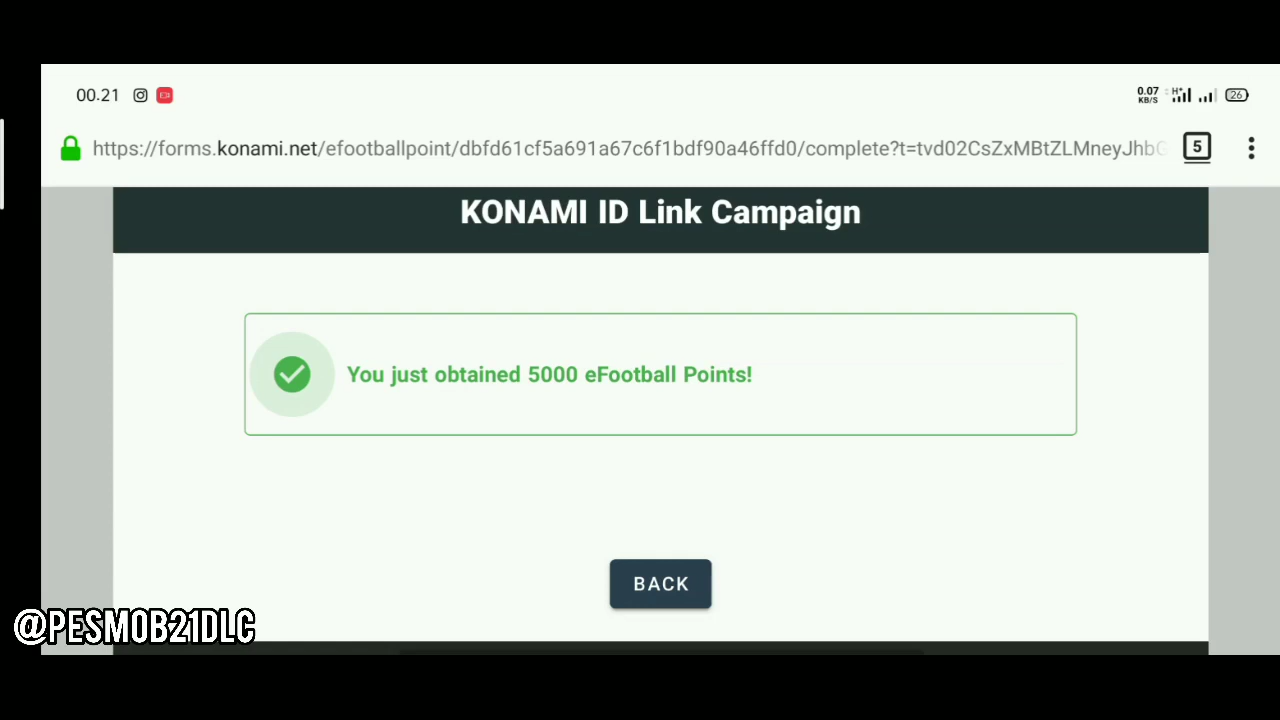 00.21
0.07
KB/S
H+
26
https://forms.konami.net/efootballpoint/dbfd61cf5a691a67c6f1bdf90a46ffd0/complete?t=tvd02CsZxMBtZLMneyJhbG
5
KONAMI ID Link Campaign
You just obtained 5000 eFootball Points!
BACK
@PESMOB21DLC